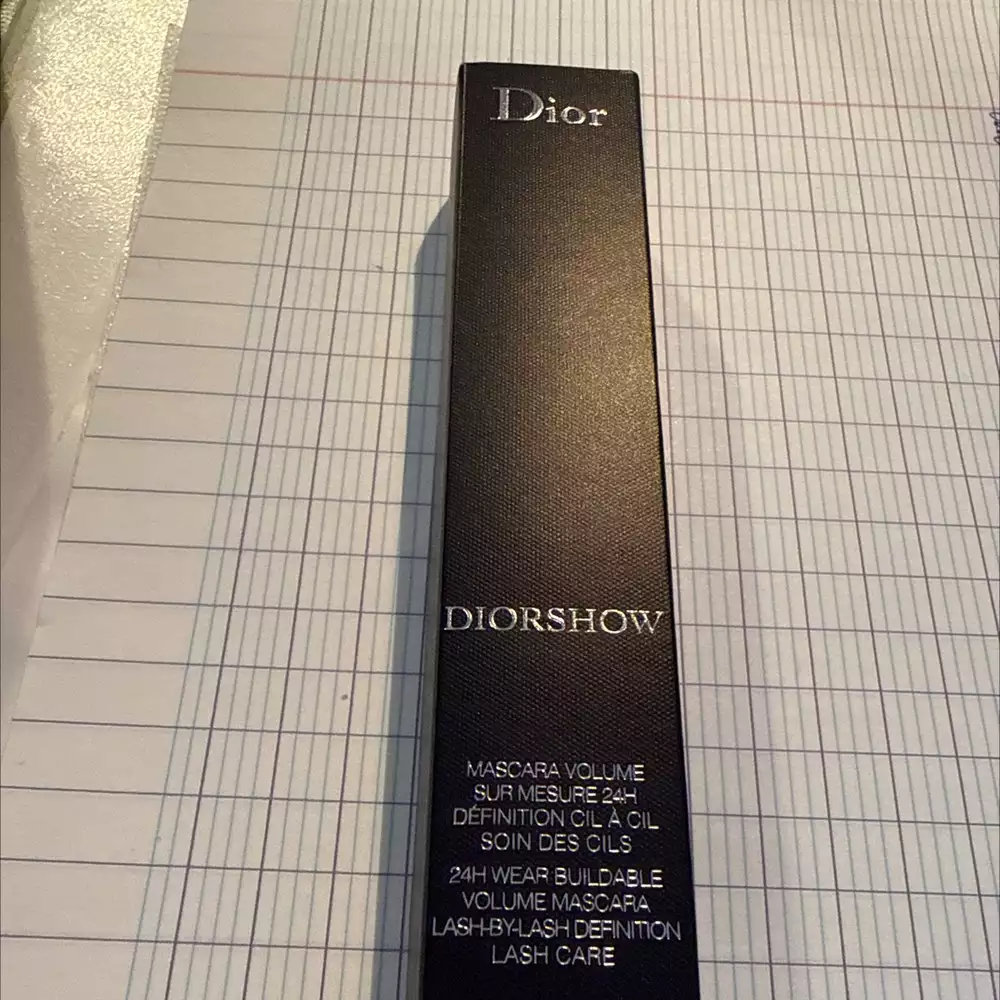 Dior
DIORSHOW
MASCARA VOLUME
SUR MESURE 24H
DÉFINITION CIL À CIL
SOIN DES CILS
24H WEAR BUILDABLE
VOLUME MASCARA
LASH-BY-LASH DEFINITION
LASH CARE